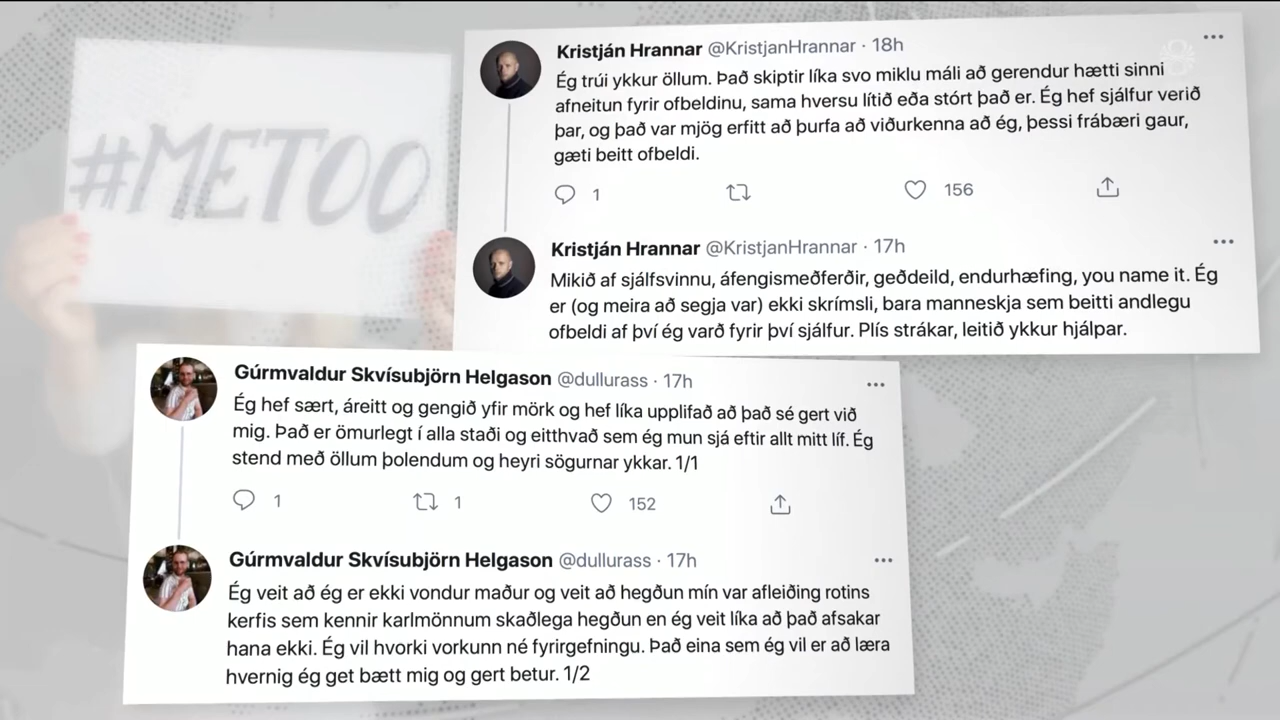 #METOO
Kristján Hrannar @KristjanHrannar · 18h
Ég trúi ykkur öllum. Það skiptir líka svo miklu máli að gerendur hætti sinni
afneitun fyrir ofbeldinu, sama hversu lítið eða stórt það er. Ég hef sjálfur verið
þar, og það var mjög erfitt að þurfa að viðurkenna að ég, þessi frábæri gaur,
gæti beitt ofbeldi.
1 156
Kristján Hrannar @KristjanHrannar · 17h
Mikið af sjálfsvinnu, áfengismeðferðir, geðdeild, endurhæfing, you name it. Ég
er (og meira að segja var) ekki skrímsli, bara manneskja sem beitti andlegu
ofbeldi af því ég varð fyrir því sjálfur. Plís strákar, leitið ykkur hjálpar.
Gúrmvaldur Skvísubjörn Helgason @dullurass · 17h
Ég hef sært, áreitt og gengið yfir mörk og hef líka upplifað að það sé gert við
mig. Það er ömurlegt í alla staði og eitthvað sem ég mun sjá eftir allt mitt líf. Ég
stend með öllum þolendum og heyri sögurnar ykkar. 1/1
1 1 152
Gúrmvaldur Skvísubjörn Helgason @dullurass · 17h
Ég veit að ég er ekki vondur maður og veit að hegðun mín var afleiðing rotins
kerfis sem kennir karlmönnum skaðlega hegðun en ég veit líka að það afsakar
hana ekki. Ég vil hvorki vorkunn né fyrirgefningu. Það eina sem ég vil er að læra
hvernig ég get bætt mig og gert betur. 1/2